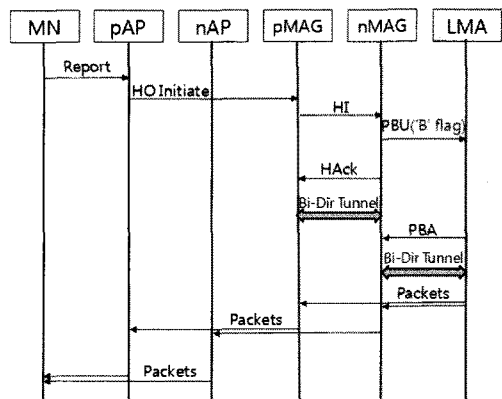 MN pAP nAP pMAG nMAG LMA
Report
HO Initiate
HI
PBU('B' flag)
HAck
Bi-Dir Tunnel
PBA
Bi-Dir Tunnel
Packets
Packets
Packets